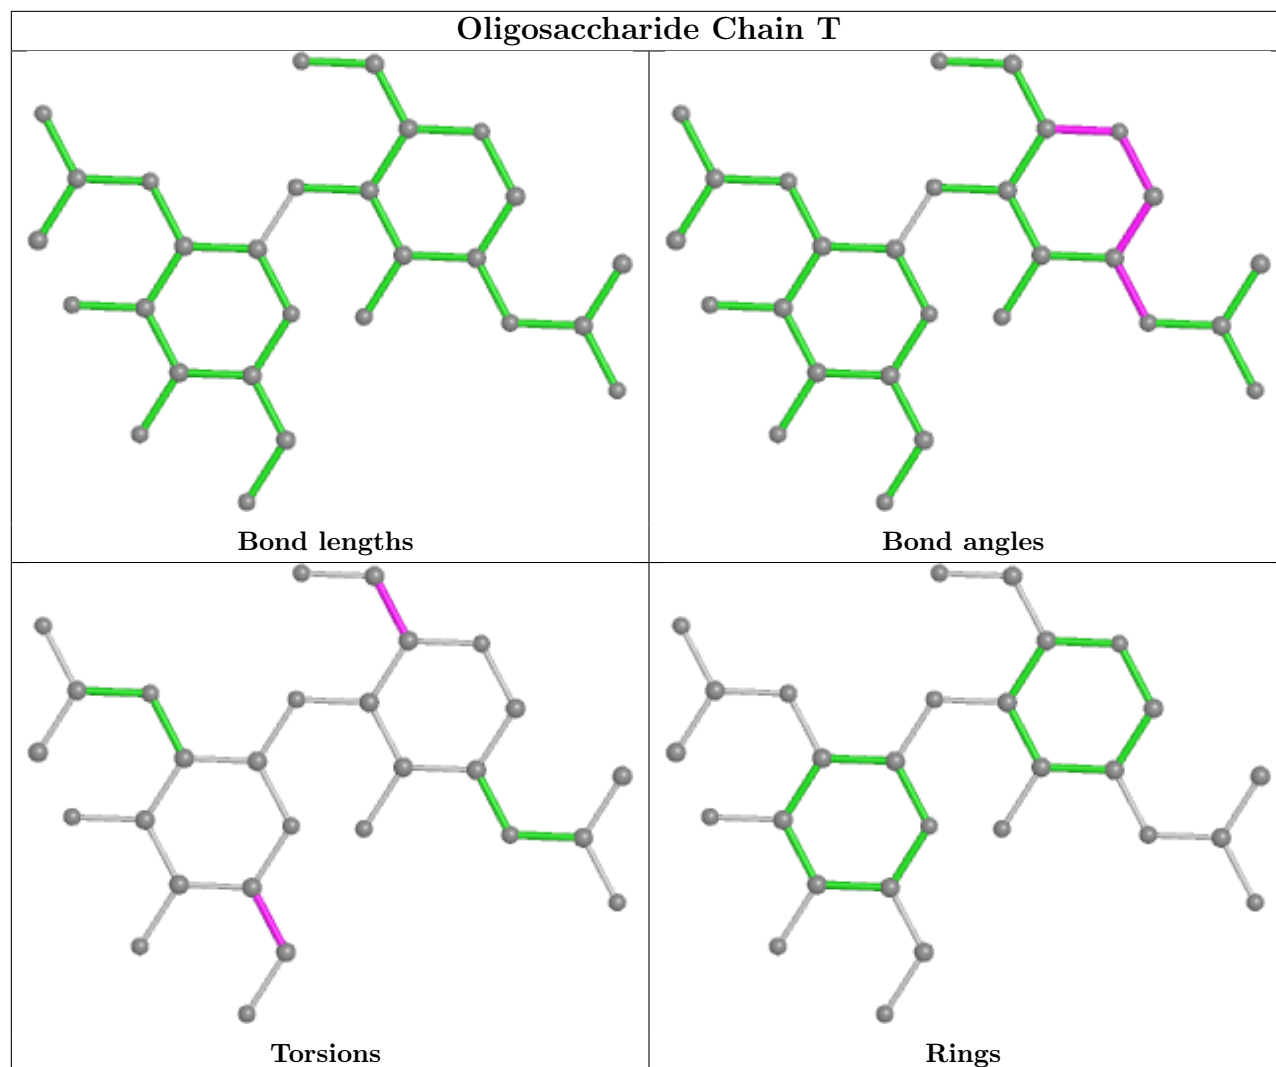 Oligosaccharide Chain T
Bond lengths
Bond angles
Torsions
Rings